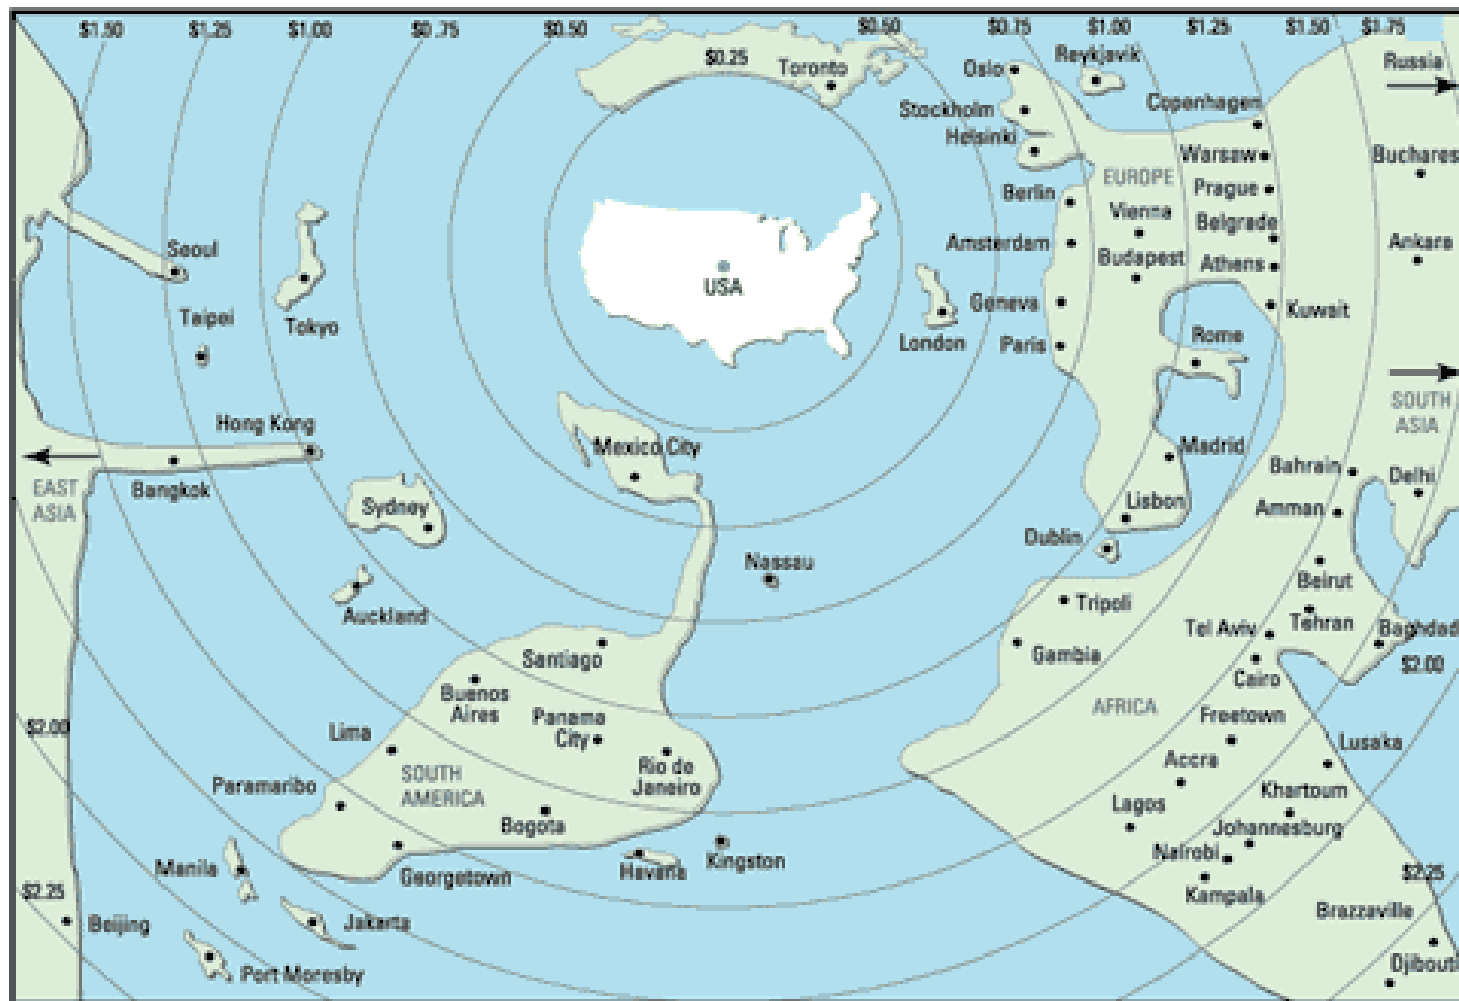 $1.50 $1.25 $1.00 $0.75 $0.50 $0.50 $0.75 $1.00 $1.25 $1.50 $1.75
$0.25
Toronto
Oslo
Reykjavik
Russia
Stockholm
Copenhagen
Helsinki
Warsaw
Buchares
EUROPE
Berlin
Prague
Vienna
Belgrade
Amsterdam
Ankara
Seoul
Budapest
Athens
USA
Geneva
Kuwait
Taipei
Tokyo
London
Paris
Rome
SOUTH
ASIA
Hong Kong
Mexico City
Madrid
Bahrain
Delhi
EAST
ASIA
Bangkok
Sydney
Lisbon
Amman
Dublin
Nassau
Beirut
Auckland
Tripoli
Tel Aviv
Tehran
Baghdad
Santiago
Gambia
$2.00
Cairo
Buenos
Aires
Panama
City
AFRICA
Freetown
$2.00
Lima
Lusaka
Accra
Rio de
Janeiro
SOUTH
AMERICA
Paramaribo
Khartoum
Lagos
Bogota
Johannesburg
Nairobi
Manila
Georgetown
Havana
Kingston
$2.25
Kampala
$2.25
Brazzaville
Beijing
Jakarta
Port Moresby
Djibouti